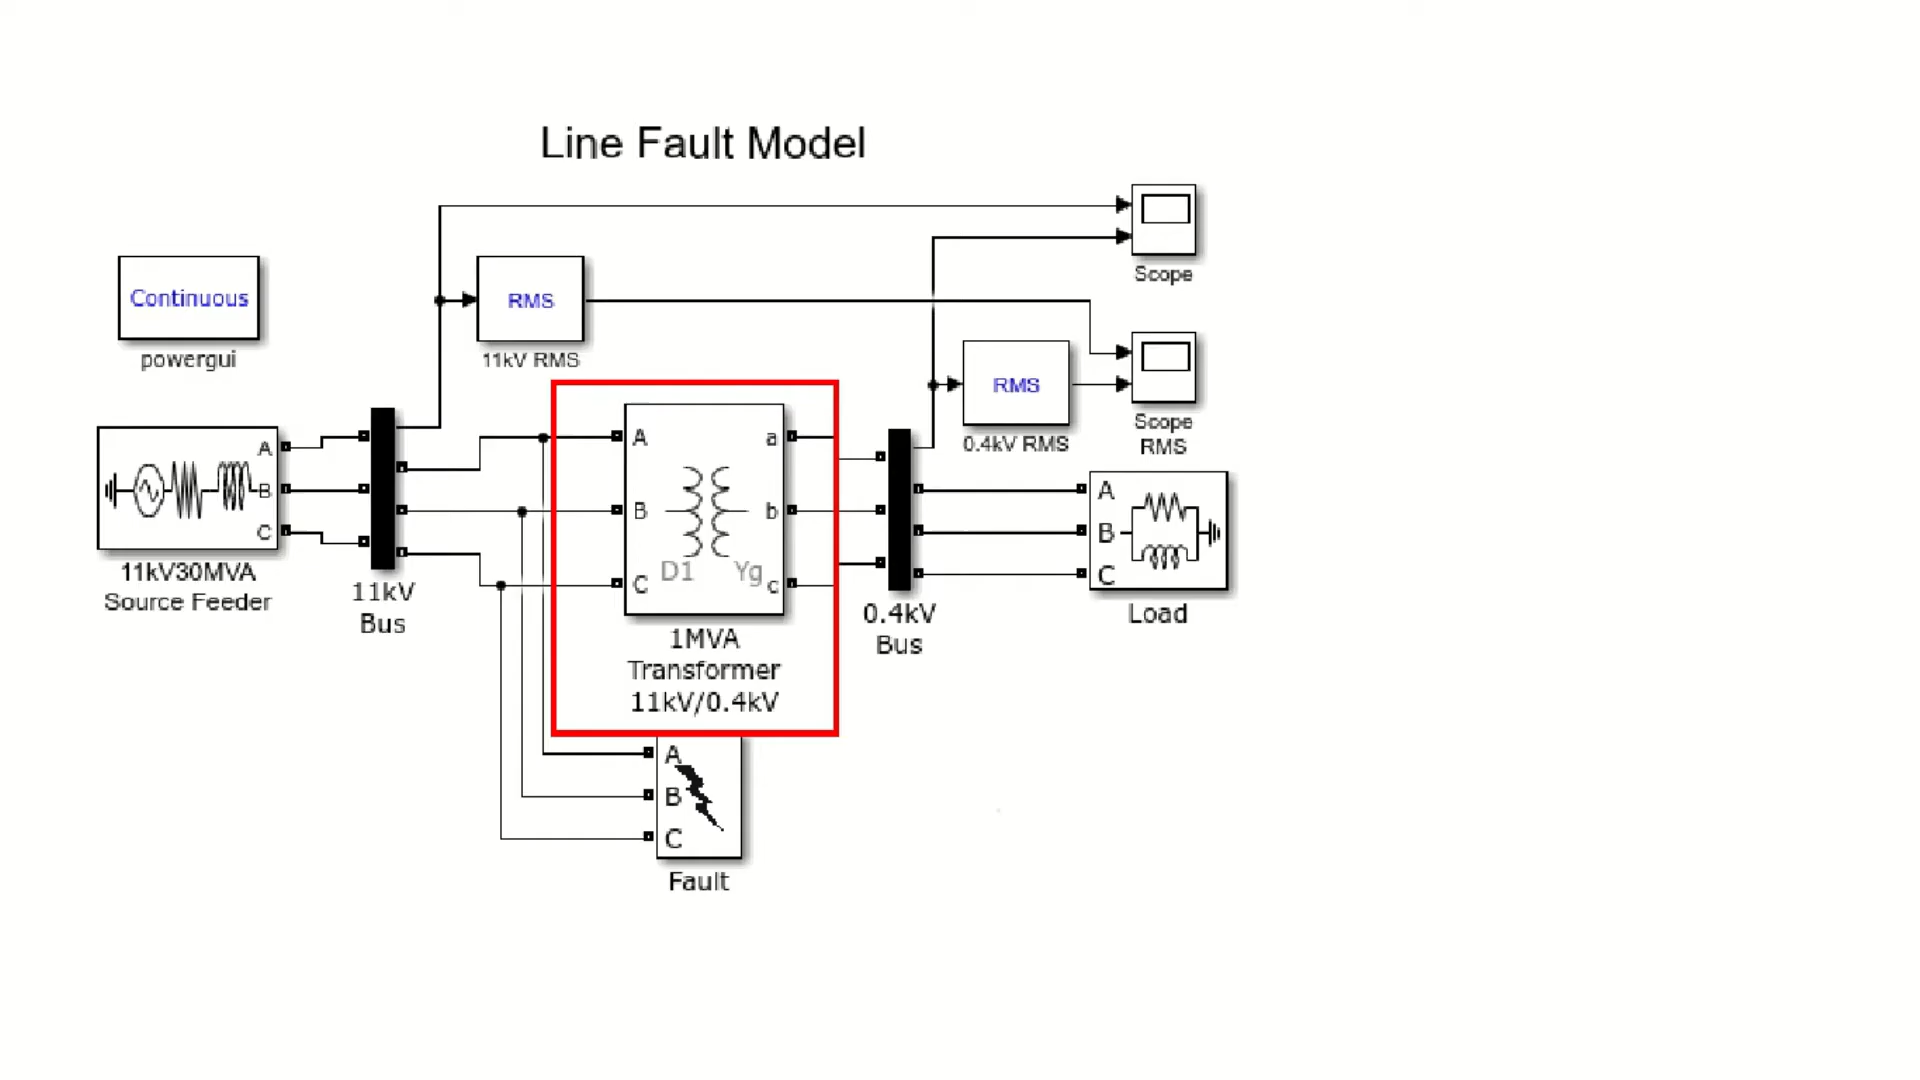 Line Fault Model
Scope
Continuous
powergui
RMS
11kV RMS
RMS
0.4kV RMS
Scope
RMS
A
B
C
11kV30MVA
Source Feeder
11kV
Bus
A
B
C
a
b
c
D1
Yg
1MVA
Transformer
11kV/0.4kV
0.4kV
Bus
A
B
C
Load
A
B
C
Fault